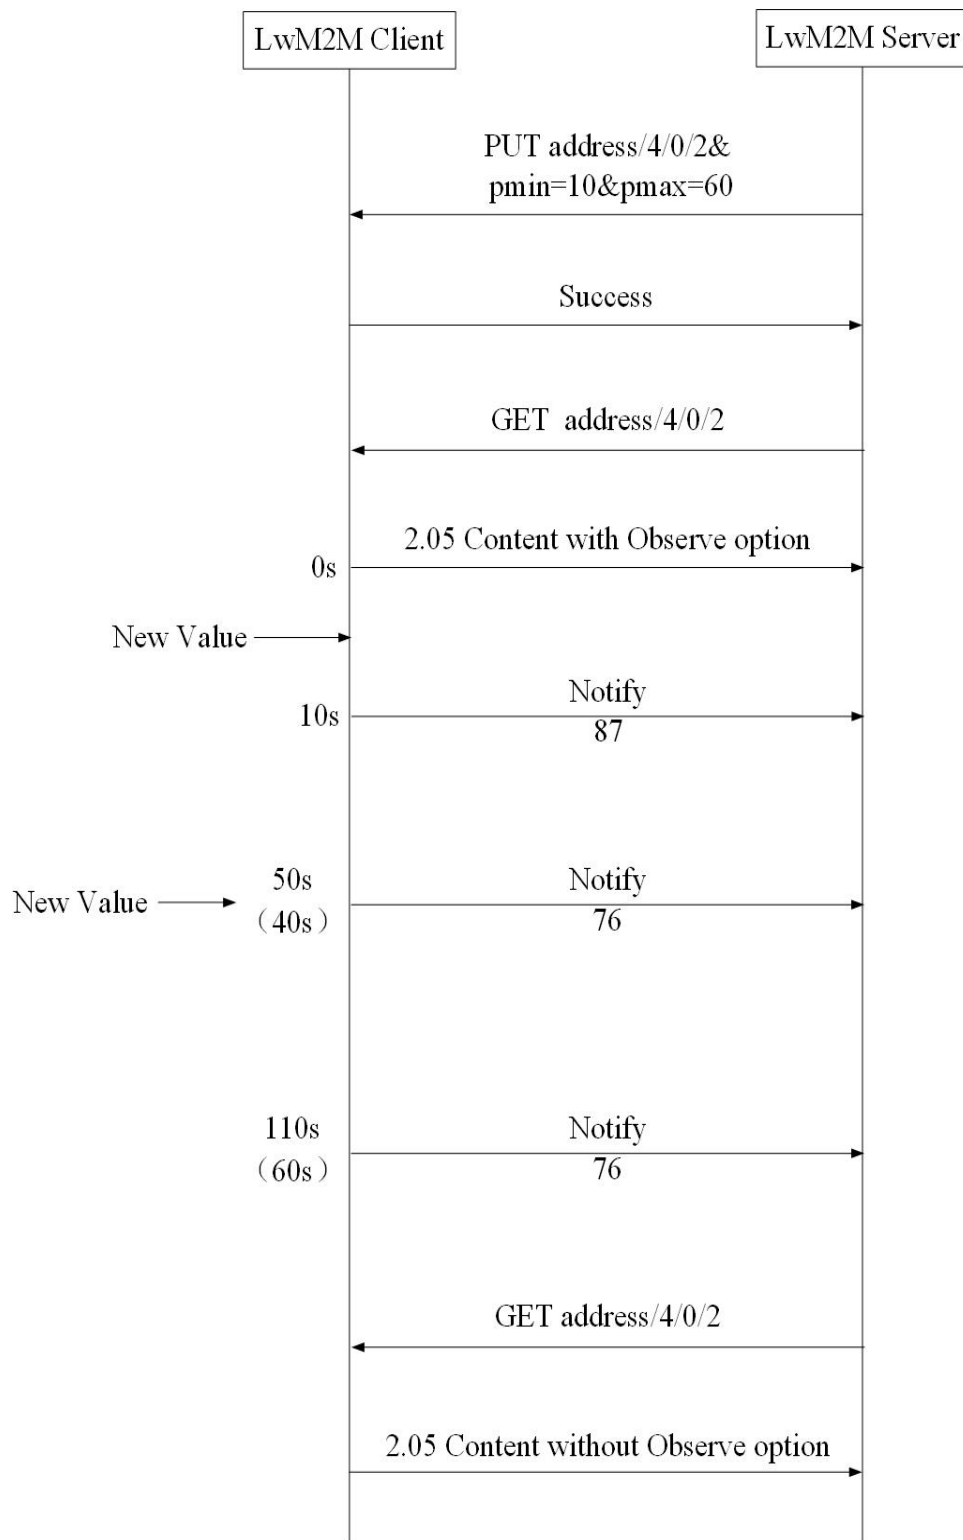 LwM2M Client
LwM2M Server
PUT address/4/0/2&
pmin=10&pmax=60
Success
GET address/4/0/2
2.05 Content with Observe option
0s
New Value
Notify
10s
87
50s
Notify
New Value
（40s）
76
110s
Notify
（60s）
76
GET address/4/0/2
2.05 Content without Observe option